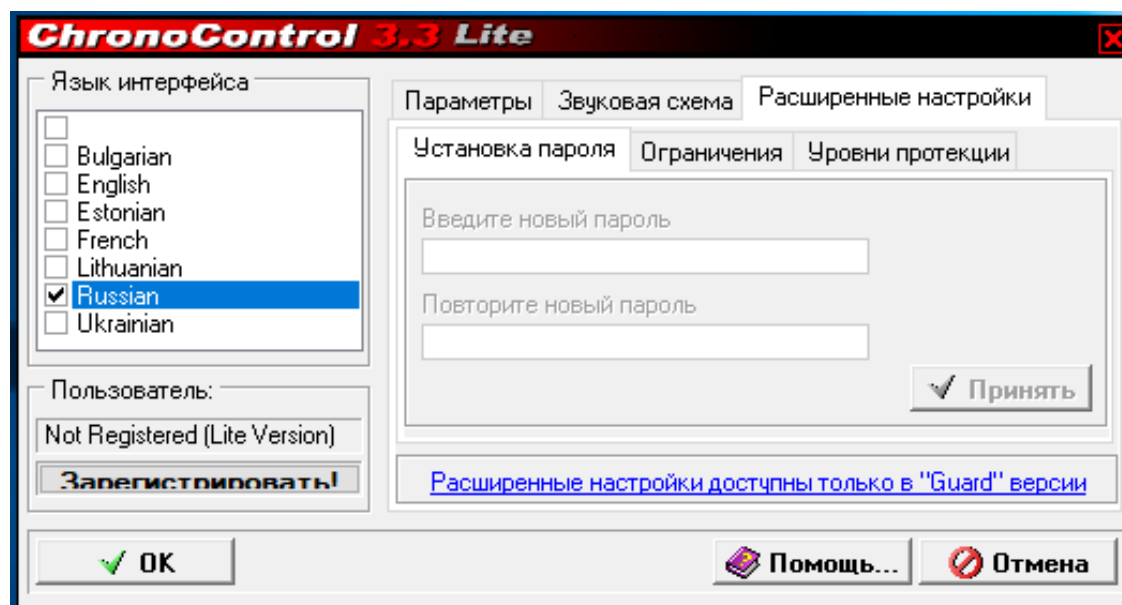 ChronoControl 3.3 Lite
Язык интерфейса
Bulgarian
English
Estonian
French
Lithuanian
Russian
Ukrainian
Пользователь:
Not Registered (Lite Version)
Зарегистрировать!
Параметры Звуковая схема Расширенные настройки
Установка пароля Ограничения Уровни протекции
Введите новый пароль
Повторите новый пароль
Принять
Расширенные настройки доступны только в "Guard" версии
OK Помощь... Отмена